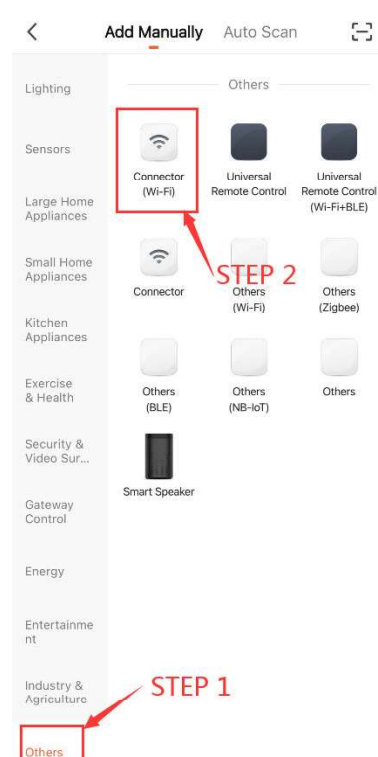 Add Manually Auto Scan
Lighting
Sensors
Large Home
Appliances
Small Home
Appliances
Kitchen
Appliances
Exercise
& Health
Security &
Video Sur...
Gateway
Control
Energy
Entertainme
nt
Industry &
Agriculture
Others
Others
Connector
(Wi-Fi)
Universal
Remote Control
Universal
Remote Control
(Wi-Fi+BLE)
Connector
Others
(Wi-Fi)
Others
(Zigbee)
Others
(BLE)
Others
(NB-IoT)
Others
Smart Speaker
STEP 2
STEP 1